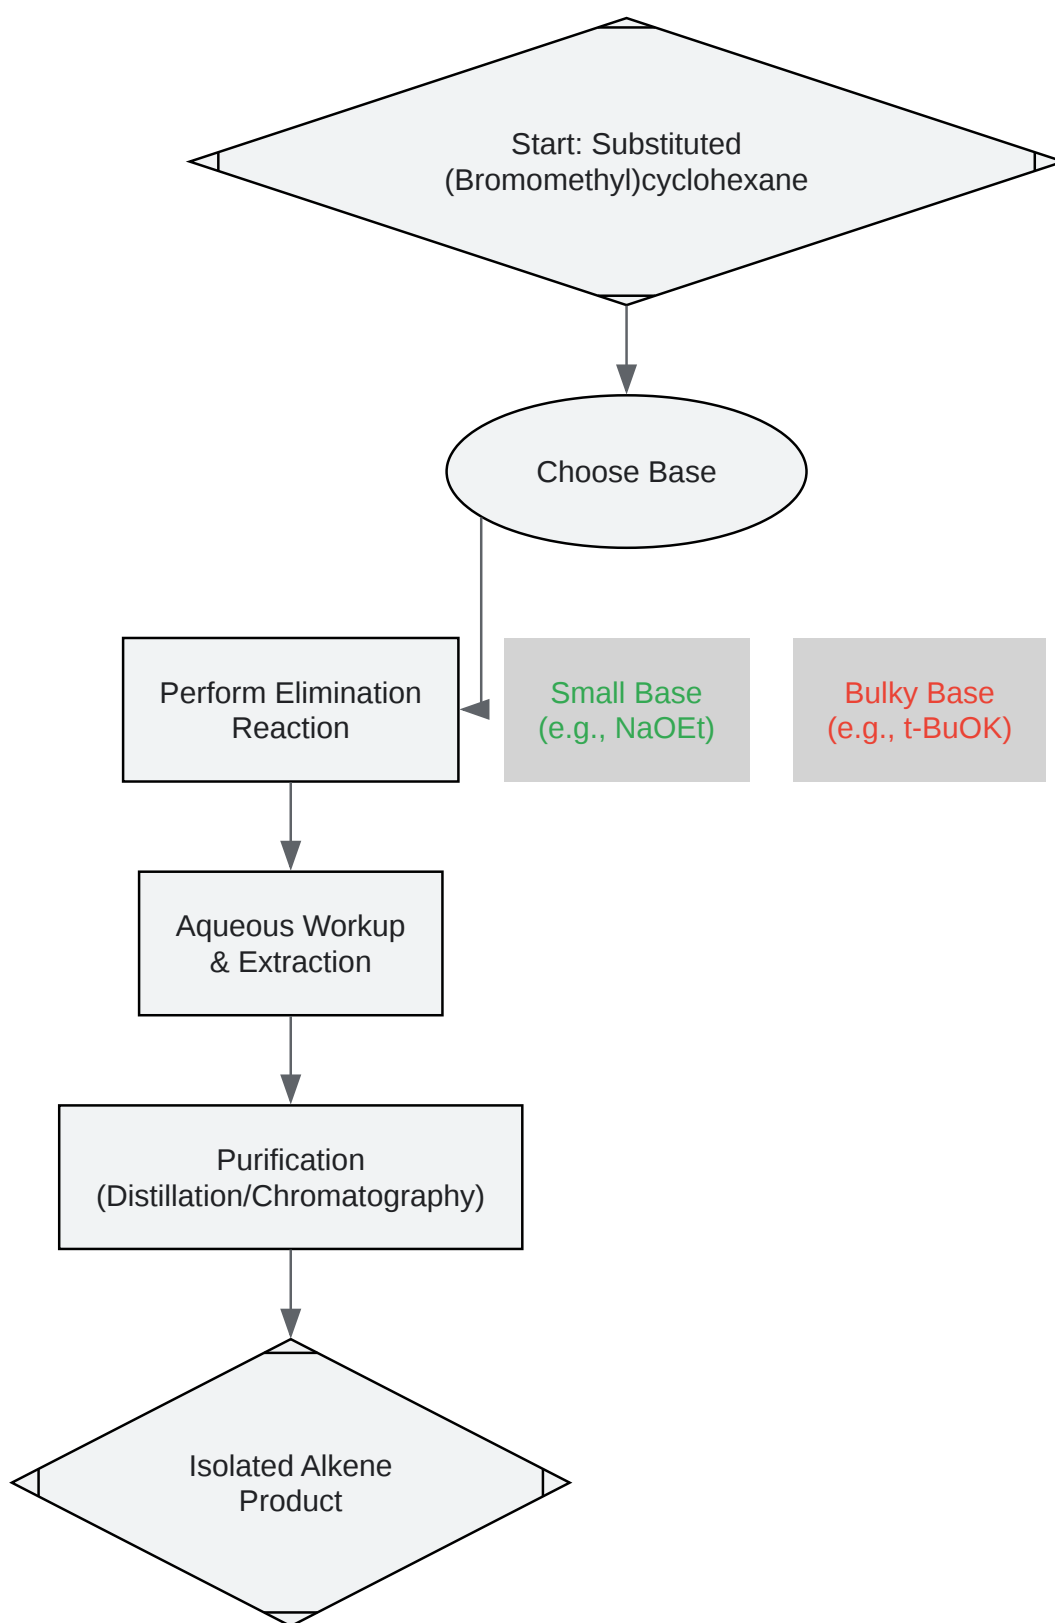 Start: Substituted
(Bromomethyl)cyclohexane
Choose Base
Perform Elimination
Reaction
Small Base
(e.g., NaOEt)
Bulky Base
(e.g., t-BuOK)
Aqueous Workup
& Extraction
Purification
(Distillation/Chromatography)
Isolated Alkene
Product